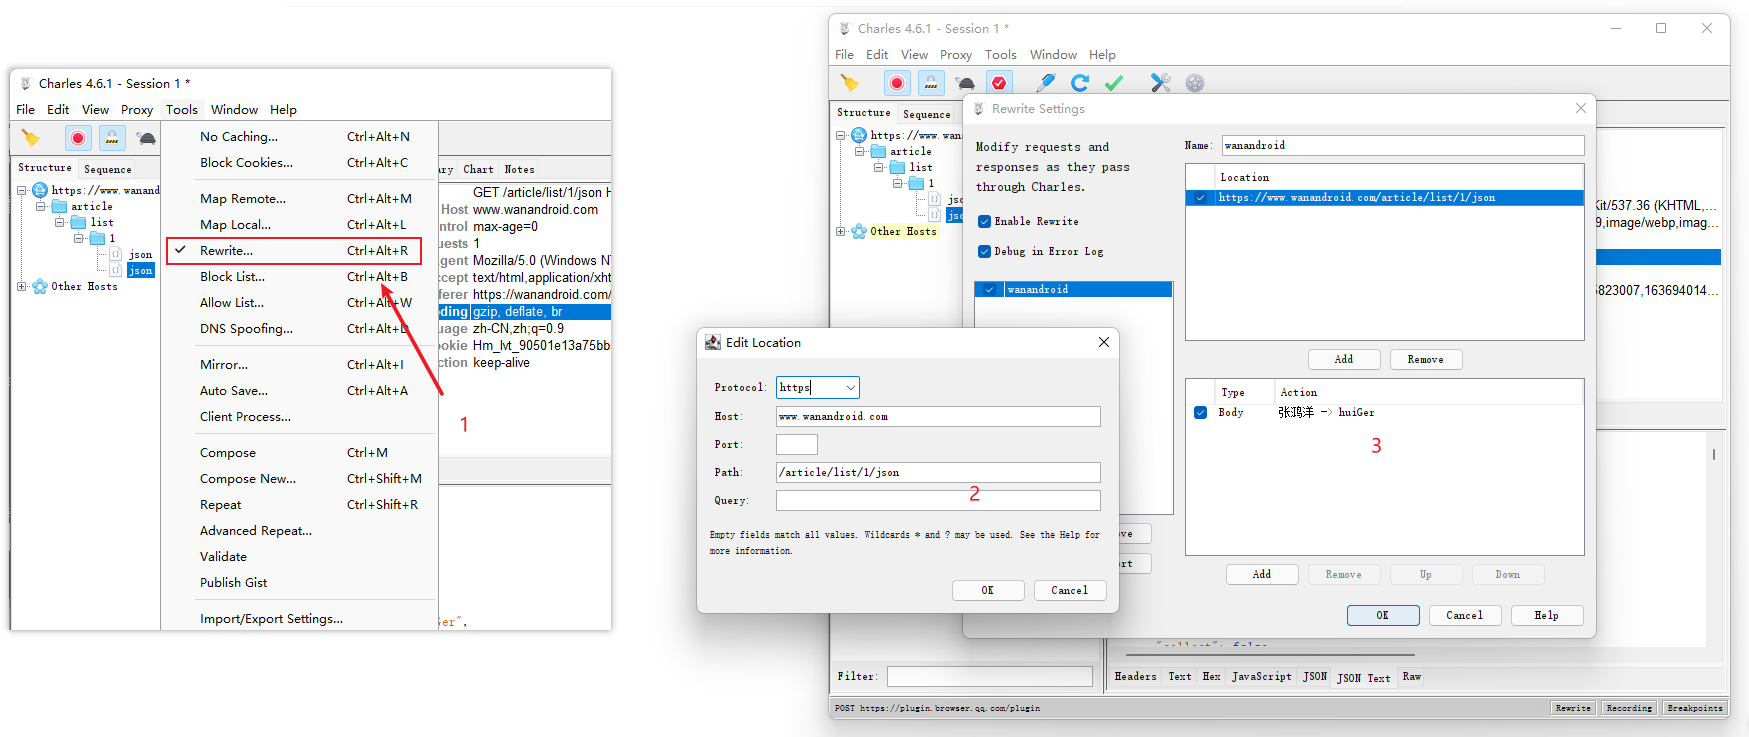 Charles 4.6.1 - Session 1 *
File Edit View Proxy Tools Window Help
No Caching... Ctrl+Alt+N
Block Cookies... Ctrl+Alt+C
Map Remote... Ctrl+Alt+M
Map Local... Ctrl+Alt+L
Rewrite... Ctrl+Alt+R
Block List... Ctrl+Alt+B
Allow List... Ctrl+Alt+W
DNS Spoofing... Ctrl+Alt+D
Mirror... Ctrl+Alt+I
Auto Save... Ctrl+Alt+A
Client Process...
Compose Ctrl+M
Compose New... Ctrl+Shift+M
Repeat Ctrl+Shift+R
Advanced Repeat...
Validate
Publish Gist
Import/Export Settings...
Structure Sequence
https://www.wanand
article
list
1
json
json
Other Hosts
ry Chart Notes
GET /article/list/1/json H
Host www.wanandroid.com
ntrol max-age=0
uests 1
gent Mozilla/5.0 (Windows NT
ccept text/html,application/xht
ferer https://wanandroid.com/
ding gzip, deflate, br
uage zh-CN,zh;q=0.9
ookie Hm_lvt_90501e13a75bb
ction keep-alive
er",
1
Charles 4.6.1 - Session 1 *
File Edit View Proxy Tools Window Help
Structure Sequence
https://www.wana
article
list
1
jso
jso
Other Hosts
Rewrite Settings
Modify requests and
responses as they pass
through Charles.
Enable Rewrite
Debug in Error Log
wanandroid
Name: wanandroid
Location
https://www.wanandroid.com/article/list/1/json
Add Remove
Type Action
Body 张鸿洋 -> huiGer
3
Add Remove Up Down
OK Cancel Help
ve
rt
Kit/537.36 (KHTML,...
9,image/webp,imag...
5823007,163694014...
Edit Location
Protocol: https
Host: www.wanandroid.com
Port:
Path: /article/list/1/json
Query:
2
Empty fields match all values. Wildcards * and ? may be used. See the Help for
more information.
OK Cancel
Filter:
Headers Text Hex JavaScript JSON JSON Text Raw
POST https://plugin.browser.qq.com/plugin
Rewrite Recording Breakpoints